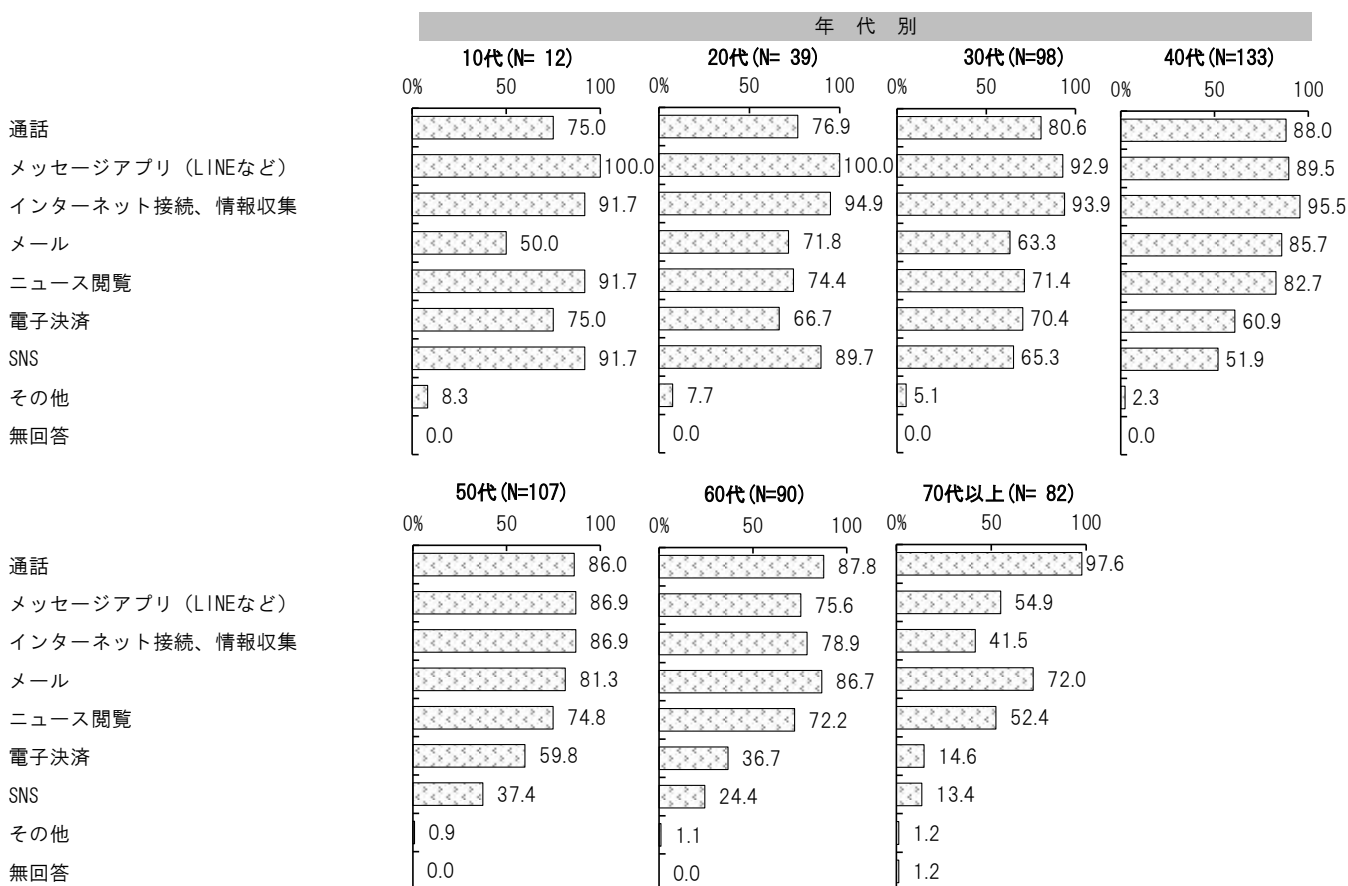 年 代 別
10代(N= 12) 20代(N= 39) 30代(N=98) 40代(N=133)
0% 50 100 0% 50 100 0% 50 100 0% 50 100
通話 75.0 76.9 80.6 88.0
メッセージアプリ（LINEなど） 100.0 100.0 92.9 89.5
インターネット接続、情報収集 91.7 94.9 93.9 95.5
メール 50.0 71.8 63.3 85.7
ニュース閲覧 91.7 74.4 71.4 82.7
電子決済 75.0 66.7 70.4 60.9
SNS 91.7 89.7 65.3 51.9
その他 8.3 7.7 5.1 2.3
無回答 0.0 0.0 0.0 0.0
50代(N=107) 60代(N=90) 70代以上(N= 82)
0% 50 100 0% 50 100 0% 50 100
通話 86.0 87.8 97.6
メッセージアプリ（LINEなど） 86.9 75.6 54.9
インターネット接続、情報収集 86.9 78.9 41.5
メール 81.3 86.7 72.0
ニュース閲覧 74.8 72.2 52.4
電子決済 59.8 36.7 14.6
SNS 37.4 24.4 13.4
その他 0.9 1.1 1.2
無回答 0.0 0.0 1.2